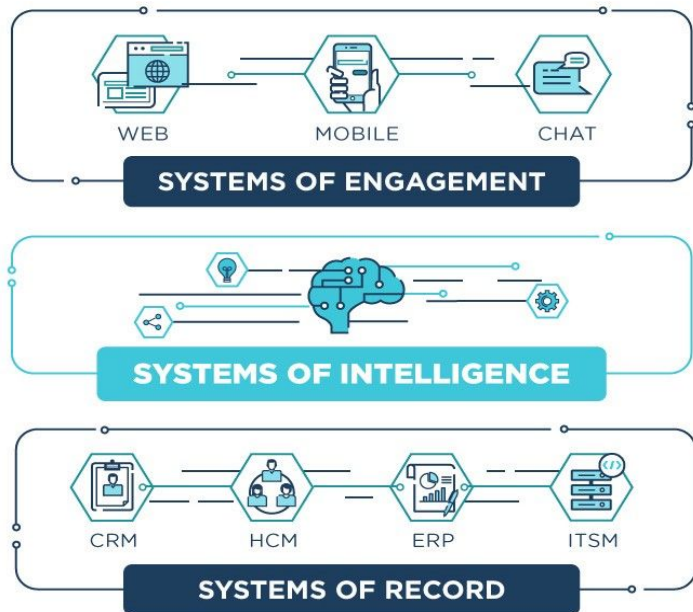 WEB
MOBILE
CHAT
SYSTEMS OF ENGAGEMENT
SYSTEMS OF INTELLIGENCE
</>
CRM
HCM
ERP
ITSM
SYSTEMS OF RECORD